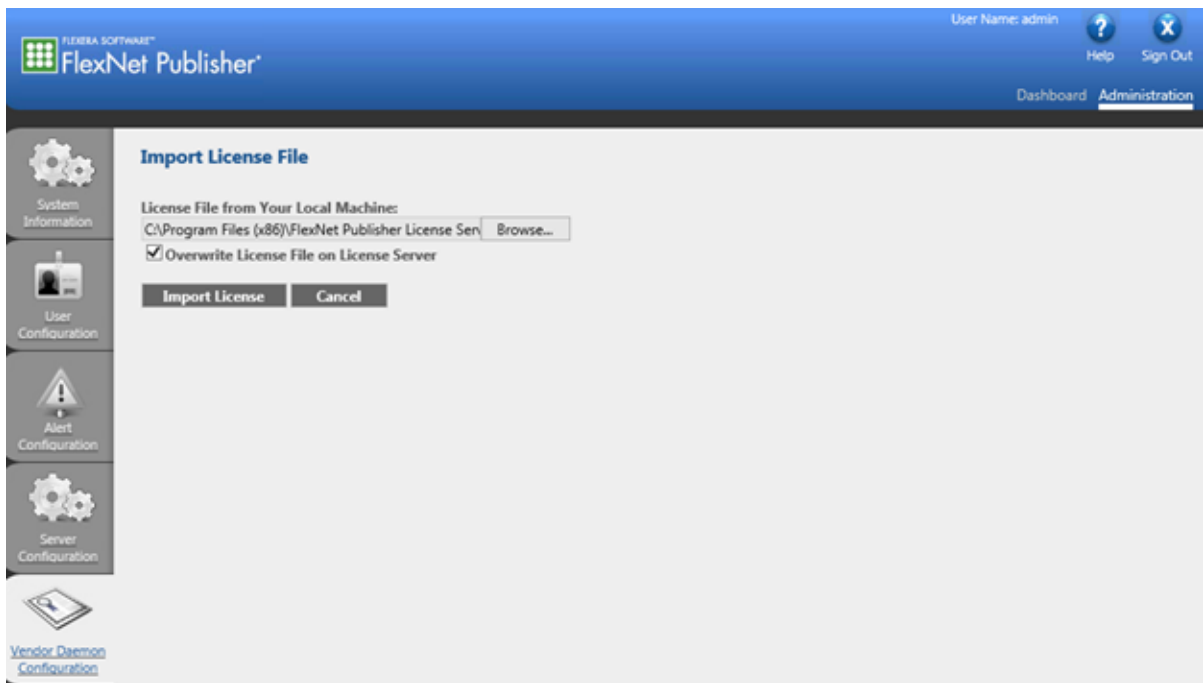 User Name: admin
?
X
FLEXERA SOFTWARE™
FlexNet Publisher
Help
Sign Out
Dashboard
Administration
System
Information
User
Configuration
Alert
Configuration
Server
Configuration
Vendor Daemon
Configuration
Import License File
License File from Your Local Machine:
C:\Program Files (x86)\FlexNet Publisher License Serv
Browse...
Overwrite License File on License Server
Import License
Cancel